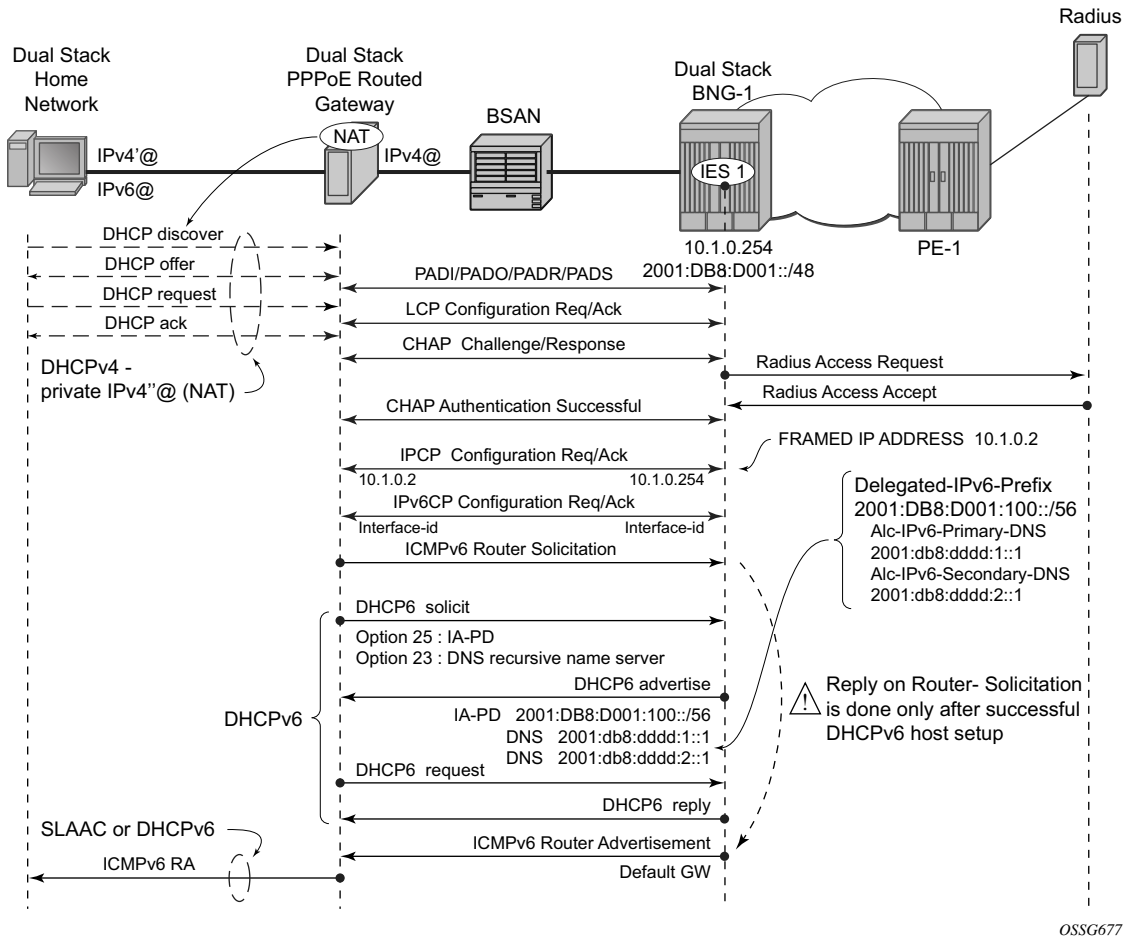 Radius
Dual Stack
Home
Network
Dual Stack
PPPoE Routed
Gateway
Dual Stack
BNG-1
BSAN
NAT
IPv4'@
IPv6@
IPv4@
IES 1
10.1.0.254
2001:DB8:D001::/48
PE-1
DHCP discover
DHCP offer
DHCP request
DHCP ack
DHCPv4 -
private IPv4''@ (NAT)
PADI/PADO/PADR/PADS
LCP Configuration Req/Ack
CHAP Challenge/Response
Radius Access Request
Radius Access Accept
CHAP Authentication Successful
FRAMED IP ADDRESS 10.1.0.2
IPCP Configuration Req/Ack
10.1.0.2
10.1.0.254
IPv6CP Configuration Req/Ack
Interface-id
Interface-id
Delegated-IPv6-Prefix
2001:DB8:D001:100::/56
Alc-IPv6-Primary-DNS
2001:db8:dddd:1::1
Alc-IPv6-Secondary-DNS
2001:db8:dddd:2::1
ICMPv6 Router Solicitation
DHCPv6
DHCP6 solicit
Option 25 : IA-PD
Option 23 : DNS recursive name server
DHCP6 advertise
IA-PD 2001:DB8:D001:100::/56
DNS 2001:db8:dddd:1::1
DNS 2001:db8:dddd:2::1
DHCP6 request
DHCP6 reply
!
Reply on Router- Solicitation
is done only after successful
DHCPv6 host setup
SLAAC or DHCPv6
ICMPv6 RA
ICMPv6 Router Advertisement
Default GW
OSSG677